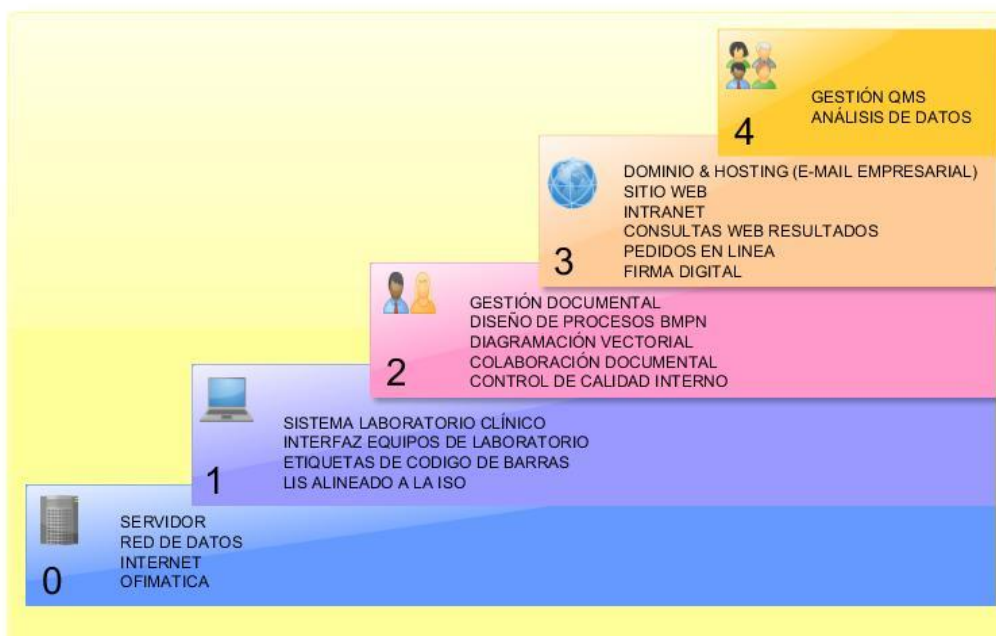 GESTIÓN QMS
ANÁLISIS DE DATOS
4
DOMINIO & HOSTING (E-MAIL EMPRESARIAL)
SITIO WEB
INTRANET
CONSULTAS WEB RESULTADOS
PEDIDOS EN LINEA
FIRMA DIGITAL
3
GESTIÓN DOCUMENTAL
DISEÑO DE PROCESOS BMPN
DIAGRAMACIÓN VECTORIAL
COLABORACIÓN DOCUMENTAL
CONTROL DE CALIDAD INTERNO
2
SISTEMA LABORATORIO CLÍNICO
INTERFAZ EQUIPOS DE LABORATORIO
ETIQUETAS DE CODIGO DE BARRAS
LIS ALINEADO A LA ISO
1
SERVIDOR
RED DE DATOS
INTERNET
OFIMATICA
0